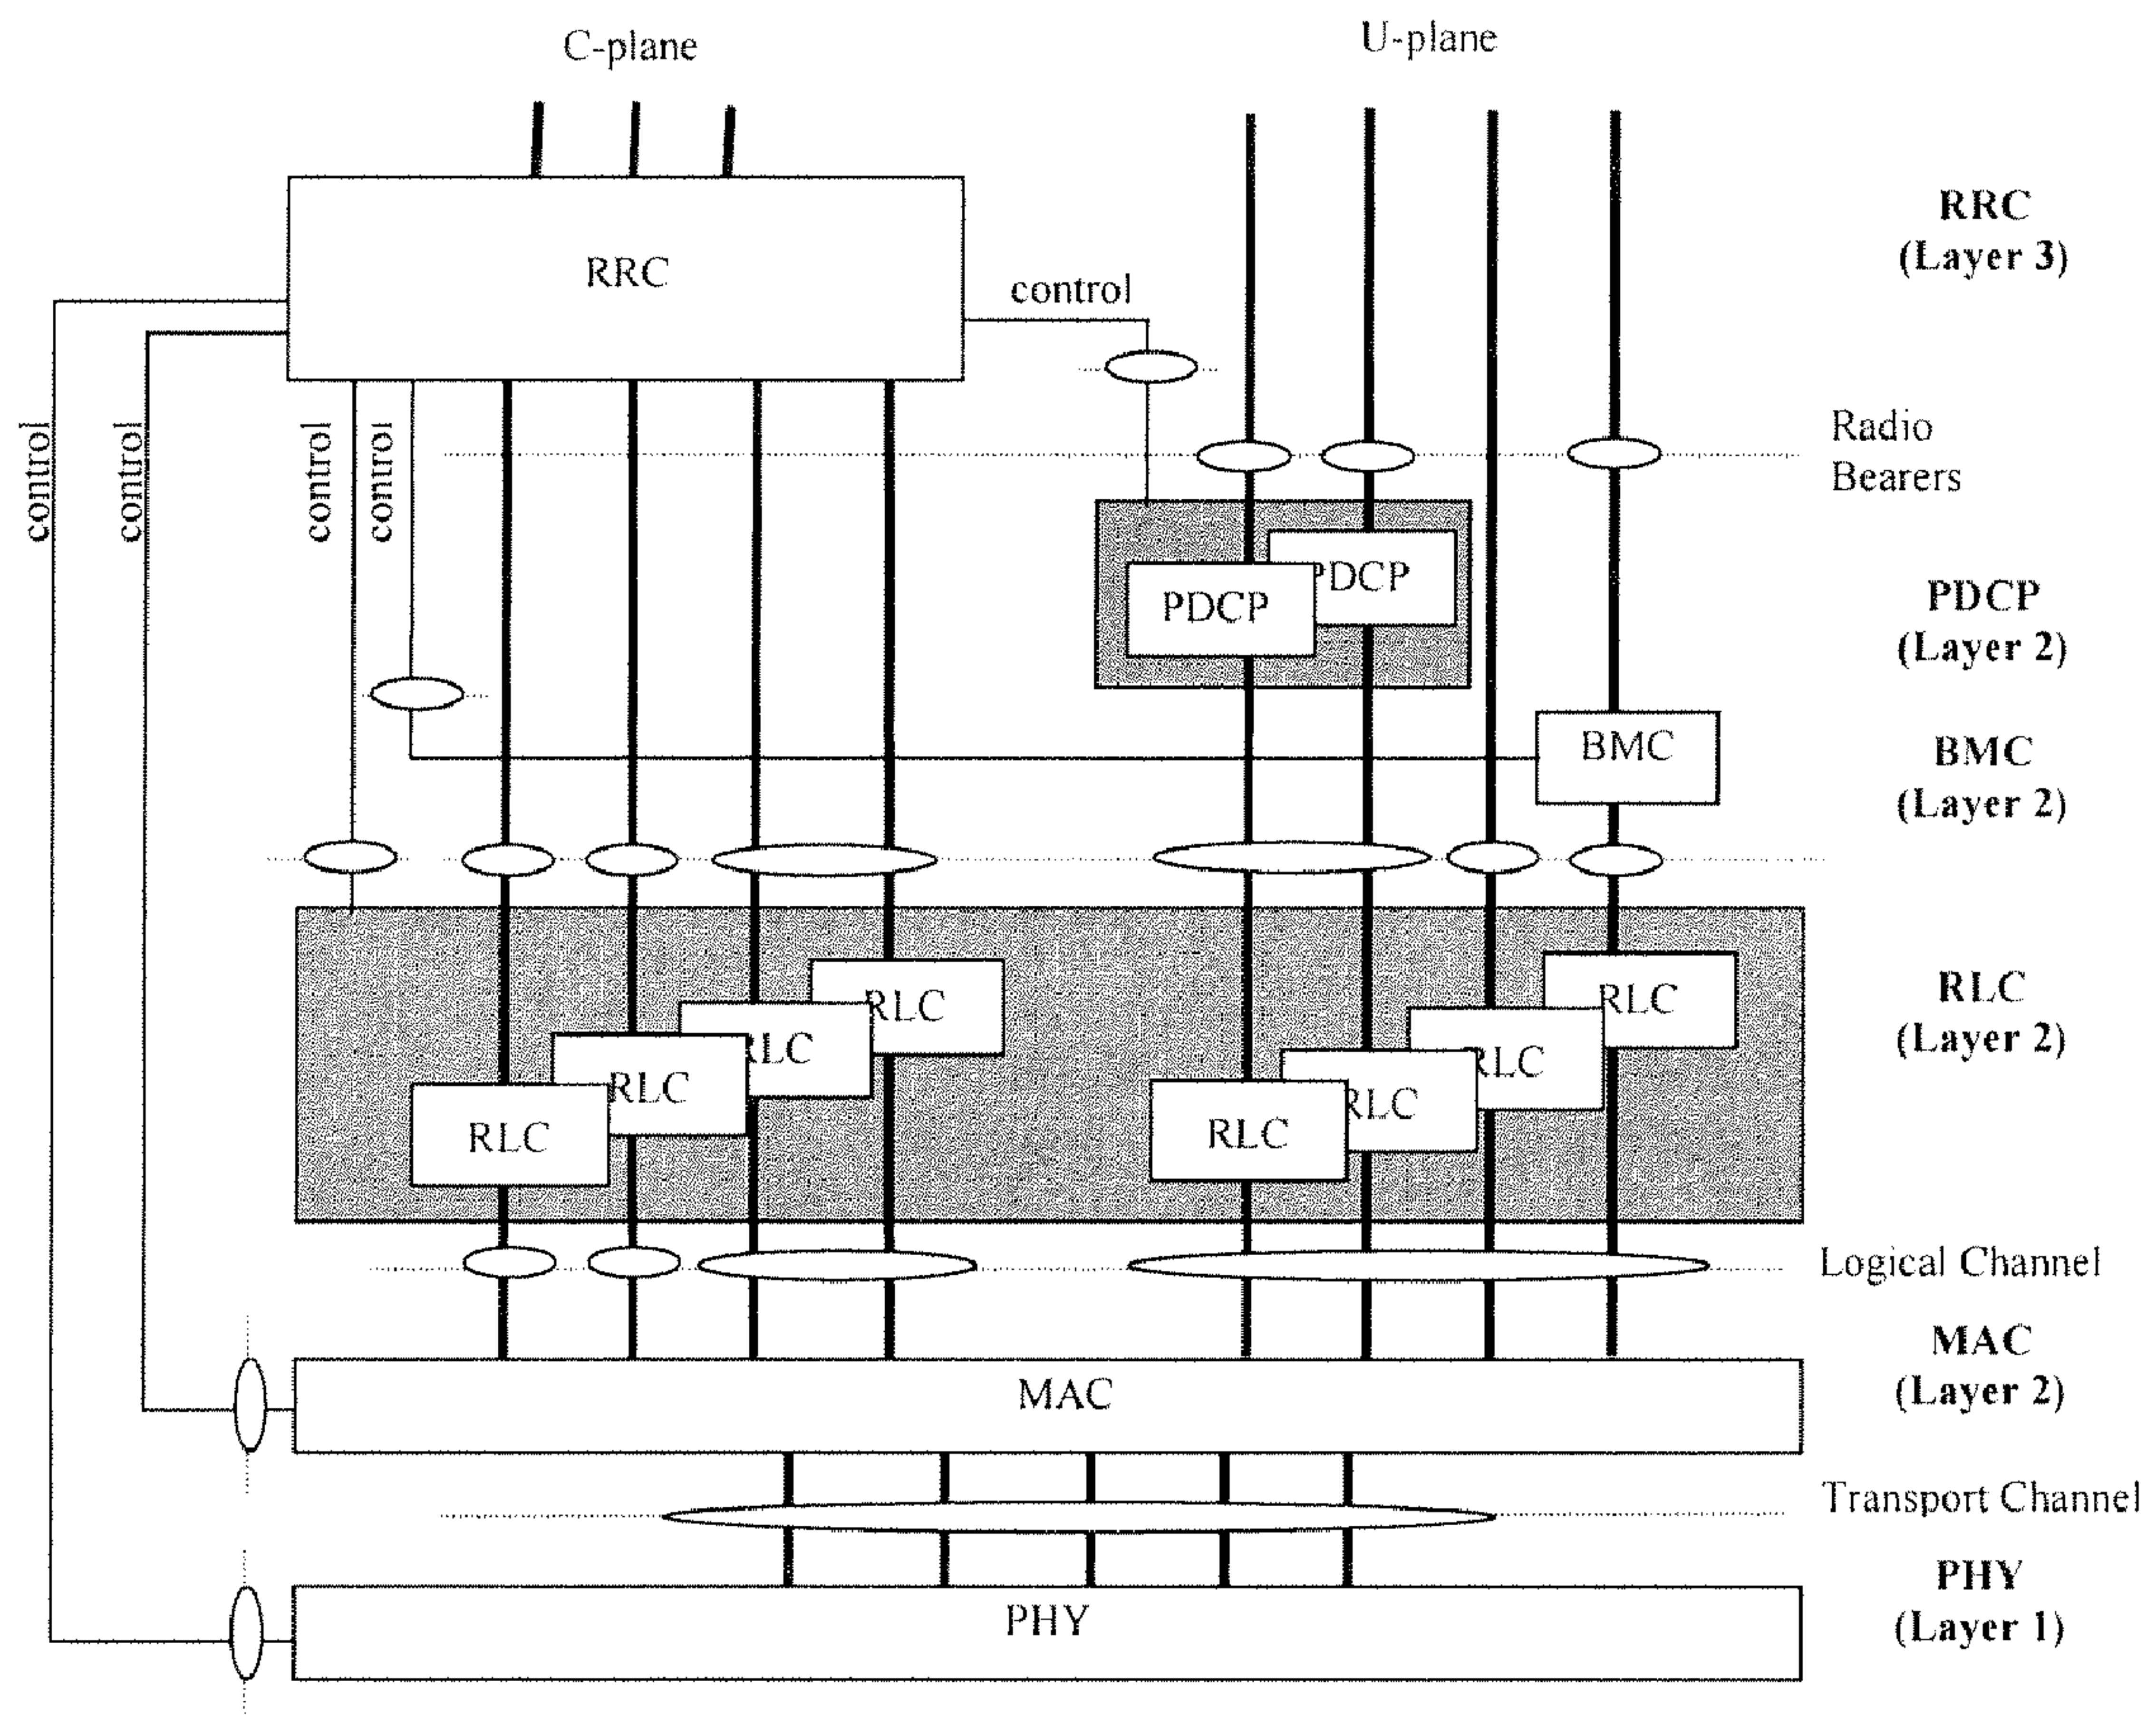 C-plane
U-plane
RRC
(Layer 3)
RRC
control
control
control
control
control
Radio
Bearers
PDCP
PDCP
PDCP
(Layer 2)
BMC
BMC
(Layer 2)
RLC
RLC
RLC
RLC
RLC
RLC
RLC
RLC
RLC
(Layer 2)
Logical Channel
MAC
MAC
(Layer 2)
Transport Channel
PHY
PHY
(Layer 1)